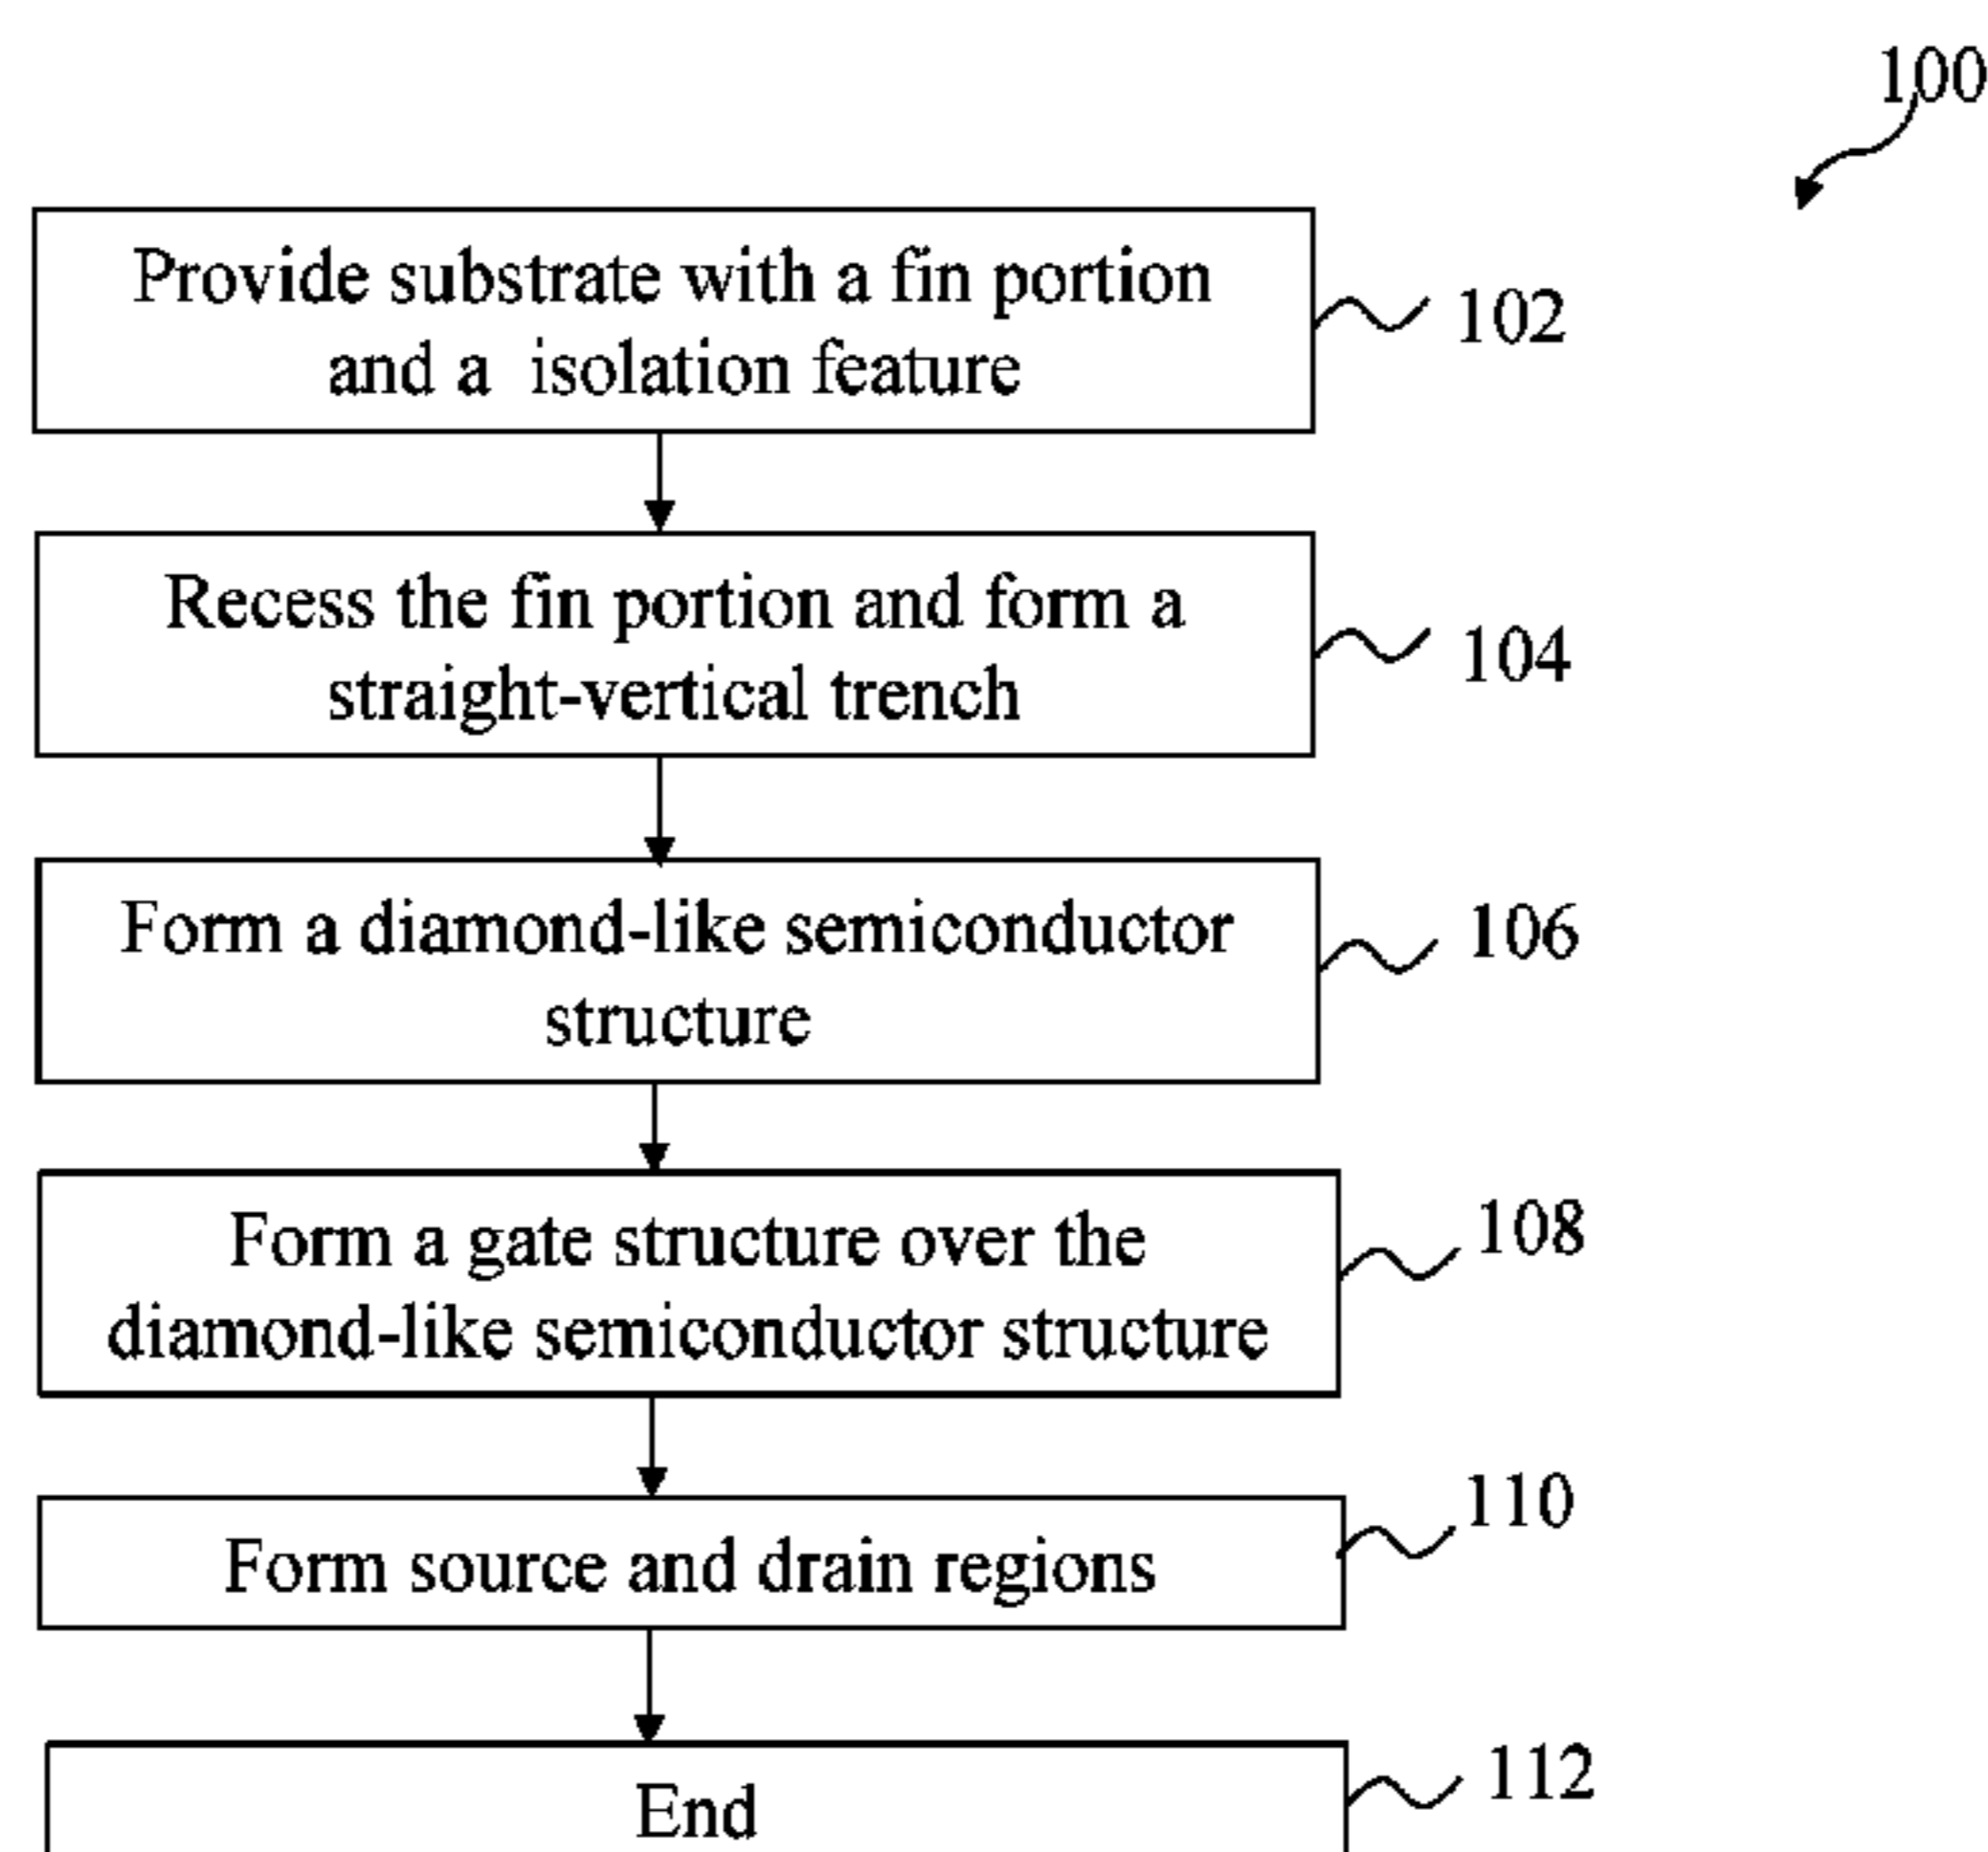 100
Provide substrate with a fin portion
and a isolation feature
102
Recess the fin portion and form a
straight-vertical trench
104
Form a diamond-like semiconductor
structure
106
Form a gate structure over the
diamond-like semiconductor structure
108
Form source and drain regions
110
End
112